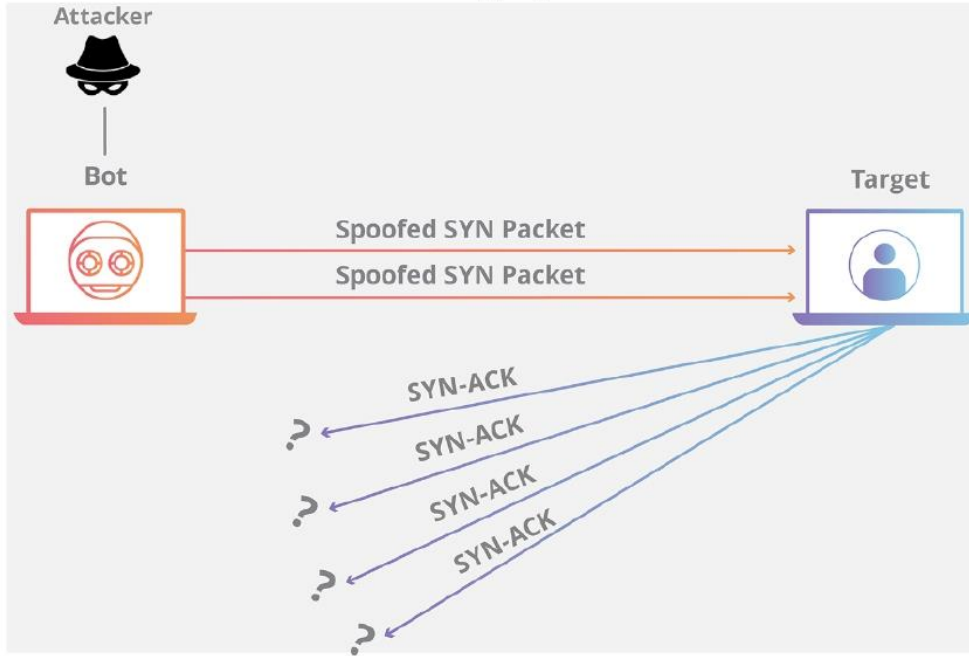 Attacker
Bot
Target
Spoofed SYN Packet
Spoofed SYN Packet
SYN-ACK
?
SYN-ACK
?
SYN-ACK
?
SYN-ACK
?